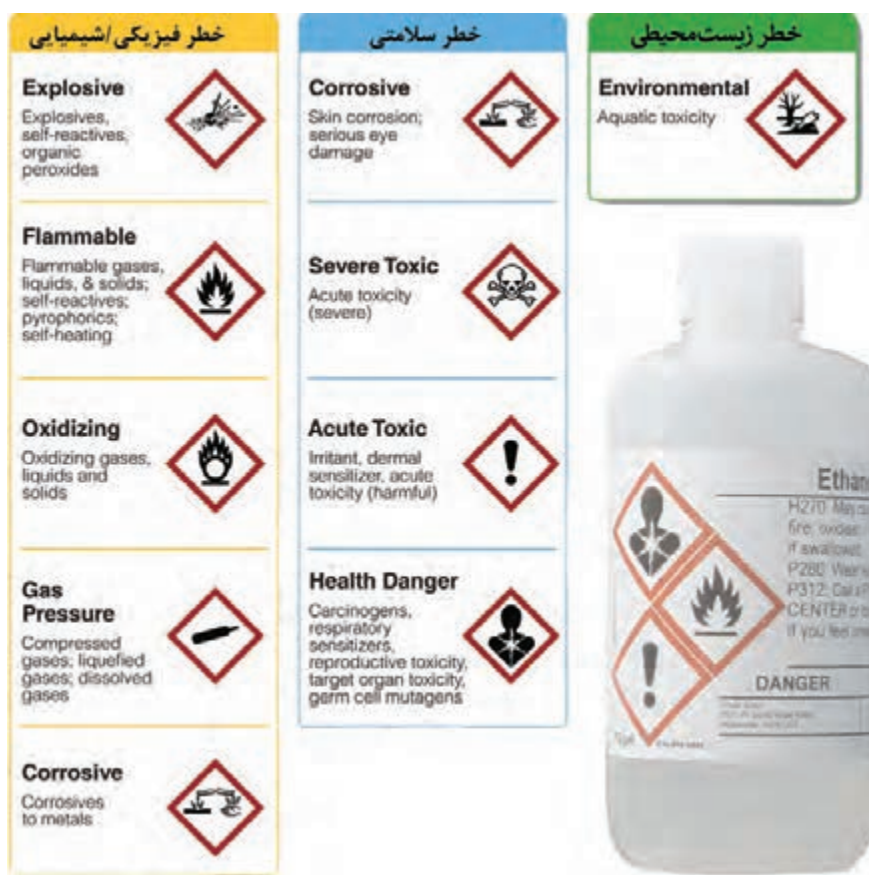 خطر فیزیکی/شیمیایی
Explosive
Explosives,
self-reactives,
organic
peroxides
Flammable
Flammable gases,
liquids, & solids;
self-reactives;
pyrophorics;
self-heating
Oxidizing
Oxidizing gases,
liquids and
solids
Gas
Pressure
Compressed
gases; liquefied
gases; dissolved
gases
Corrosive
Corrosives
to metals
خطر سلامتی
Corrosive
Skin corrosion;
serious eye
damage
Severe Toxic
Acute toxicity
(severe)
Acute Toxic
Irritant, dermal
sensitizer, acute
toxicity (harmful)
Health Danger
Carcinogens,
respiratory
sensitizers,
reproductive toxicity,
target organ toxicity,
germ cell mutagens
خطر زیست‌محیطی
Environmental
Aquatic toxicity
H270 May
fire;
if swallowed
P280
P312:
CENTER or
if you feel
DANGER